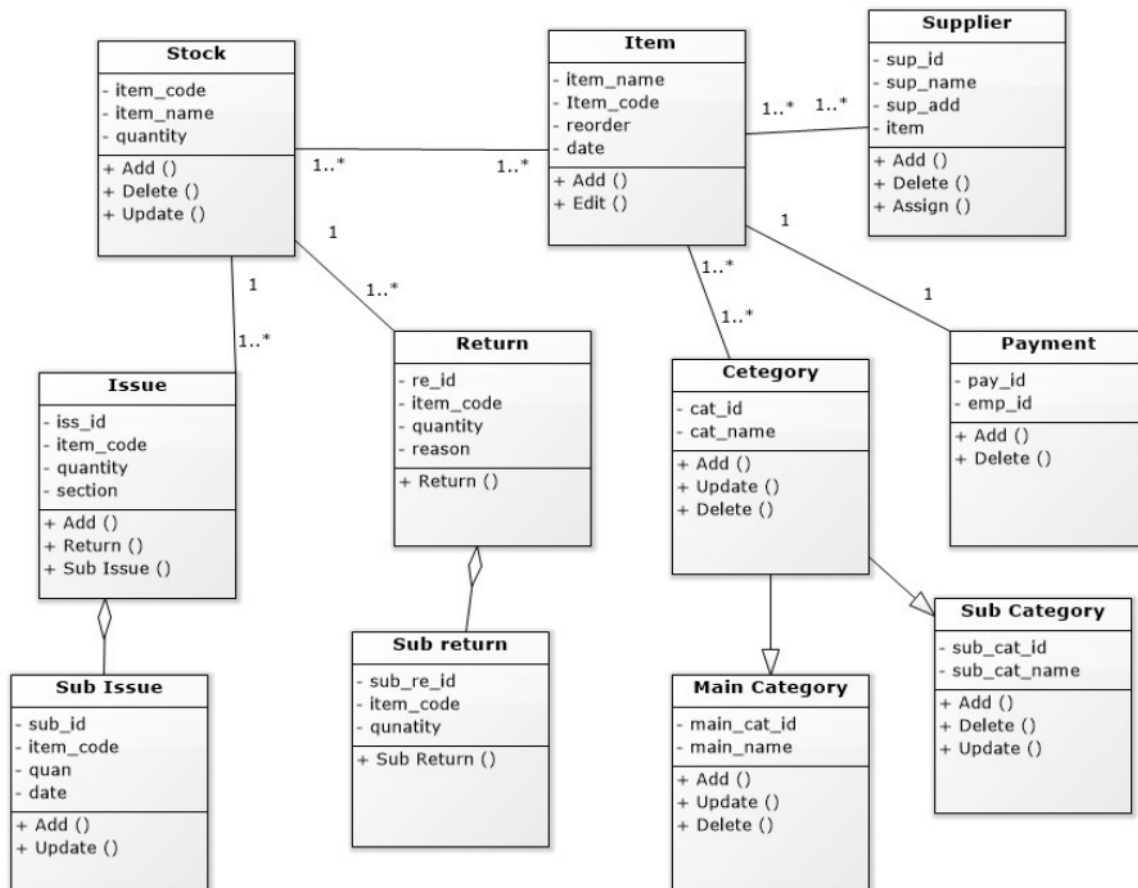 Stock
- item_code
- item_name
- quantity
+ Add ()
+ Delete ()
+ Update ()
Item
- item_name
- Item_code
- reorder
- date
+ Add ()
+ Edit ()
Supplier
- sup_id
- sup_name
- sup_add
- item
+ Add ()
+ Delete ()
+ Assign ()
1..*
1..*
1..*
1..*
1
1..*
1
1..*
1..*
1..*
1
1
Issue
- iss_id
- item_code
- quantity
- section
+ Add ()
+ Return ()
+ Sub Issue ()
Return
- re_id
- item_code
- quantity
- reason
+ Return ()
Cetegory
- cat_id
- cat_name
+ Add ()
+ Update ()
+ Delete ()
Payment
- pay_id
- emp_id
+ Add ()
+ Delete ()
Sub Issue
- sub_id
- item_code
- quan
- date
+ Add ()
+ Update ()
Sub return
- sub_re_id
- item_code
- qunatity
+ Sub Return ()
Main Category
- main_cat_id
- main_name
+ Add ()
+ Update ()
+ Delete ()
Sub Category
- sub_cat_id
- sub_cat_name
+ Add ()
+ Delete ()
+ Update ()